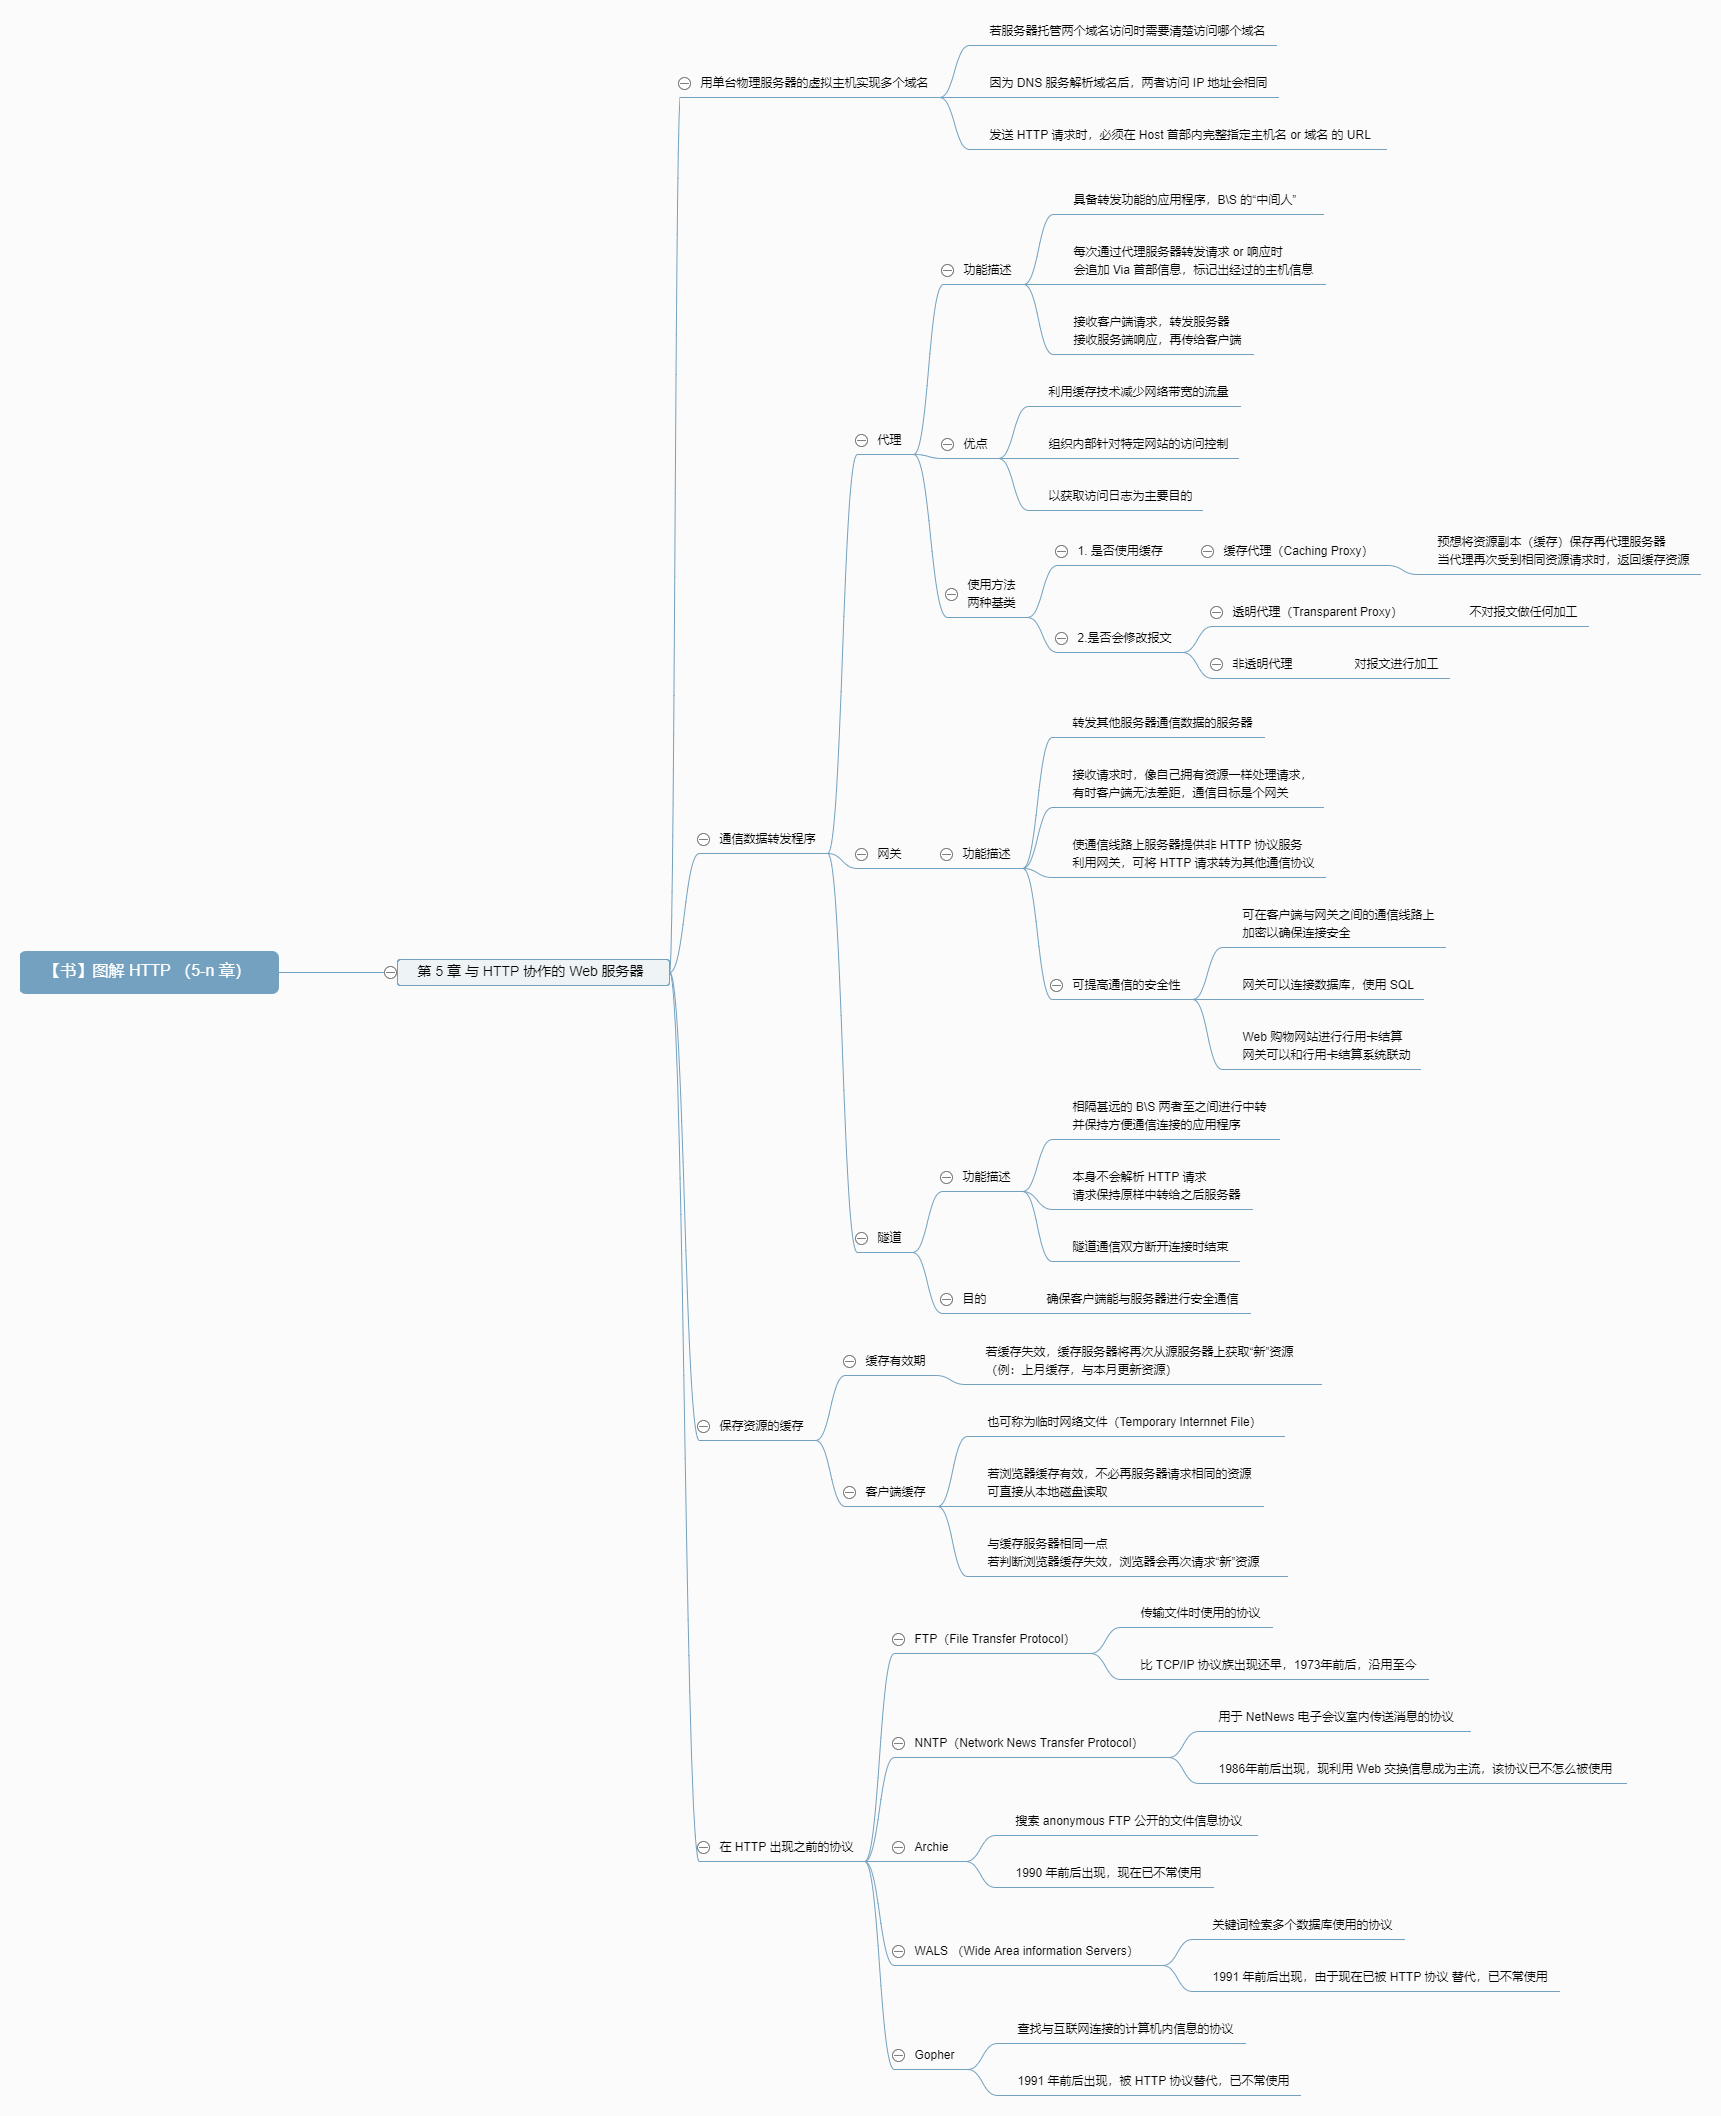 【书】图解 HTTP （5-n 章）
第 5 章 与 HTTP 协作的 Web 服务器
用单台物理服务器的虚拟主机实现多个域名
若服务器托管两个域名访问时需要清楚访问哪个域名
因为 DNS 服务解析域名后，两者访问 IP 地址会相同
发送 HTTP 请求时，必须在 Host 首部内完整指定主机名 or 域名 的 URL
通信数据转发程序
代理
功能描述
具备转发功能的应用程序，B\S 的“中间人”
每次通过代理服务器转发请求 or 响应时
会追加 Via 首部信息，标记出经过的主机信息
接收客户端请求，转发服务器
接收服务端响应，再传给客户端
优点
利用缓存技术减少网络带宽的流量
组织内部针对特定网站的访问控制
以获取访问日志为主要目的
使用方法
两种基类
1. 是否使用缓存
缓存代理（Caching Proxy）
预想将资源副本（缓存）保存再代理服务器
当代理再次受到相同资源请求时，返回缓存资源
2.是否会修改报文
透明代理（Transparent Proxy）
不对报文做任何加工
非透明代理
对报文进行加工
网关
功能描述
转发其他服务器通信数据的服务器
接收请求时，像自己拥有资源一样处理请求，
有时客户端无法差距，通信目标是个网关
使通信线路上服务器提供非 HTTP 协议服务
利用网关，可将 HTTP 请求转为其他通信协议
可提高通信的安全性
可在客户端与网关之间的通信线路上
加密以确保连接安全
网关可以连接数据库，使用 SQL
Web 购物网站进行行用卡结算
网关可以和行用卡结算系统联动
隧道
功能描述
相隔甚远的 B\S 两者至之间进行中转
并保持方便通信连接的应用程序
本身不会解析 HTTP 请求
请求保持原样中转给之后服务器
隧道通信双方断开连接时结束
目的
确保客户端能与服务器进行安全通信
保存资源的缓存
缓存有效期
若缓存失效，缓存服务器将再次从源服务器上获取“新”资源
（例：上月缓存，与本月更新资源）
客户端缓存
也可称为临时网络文件（Temporary Internnet File）
若浏览器缓存有效，不必再服务器请求相同的资源
可直接从本地磁盘读取
与缓存服务器相同一点
若判断浏览器缓存失效，浏览器会再次请求“新”资源
在 HTTP 出现之前的协议
FTP（File Transfer Protocol）
传输文件时使用的协议
比 TCP/IP 协议族出现还早，1973年前后，沿用至今
NNTP（Network News Transfer Protocol）
用于 NetNews 电子会议室内传送消息的协议
1986年前后出现，现利用 Web 交换信息成为主流，该协议已不怎么被使用
Archie
搜索 anonymous FTP 公开的文件信息协议
1990 年前后出现，现在已不常使用
WALS （Wide Area information Servers）
关键词检索多个数据库使用的协议
1991 年前后出现，由于现在已被 HTTP 协议 替代，已不常使用
Gopher
查找与互联网连接的计算机内信息的协议
1991 年前后出现，被 HTTP 协议替代，已不常使用